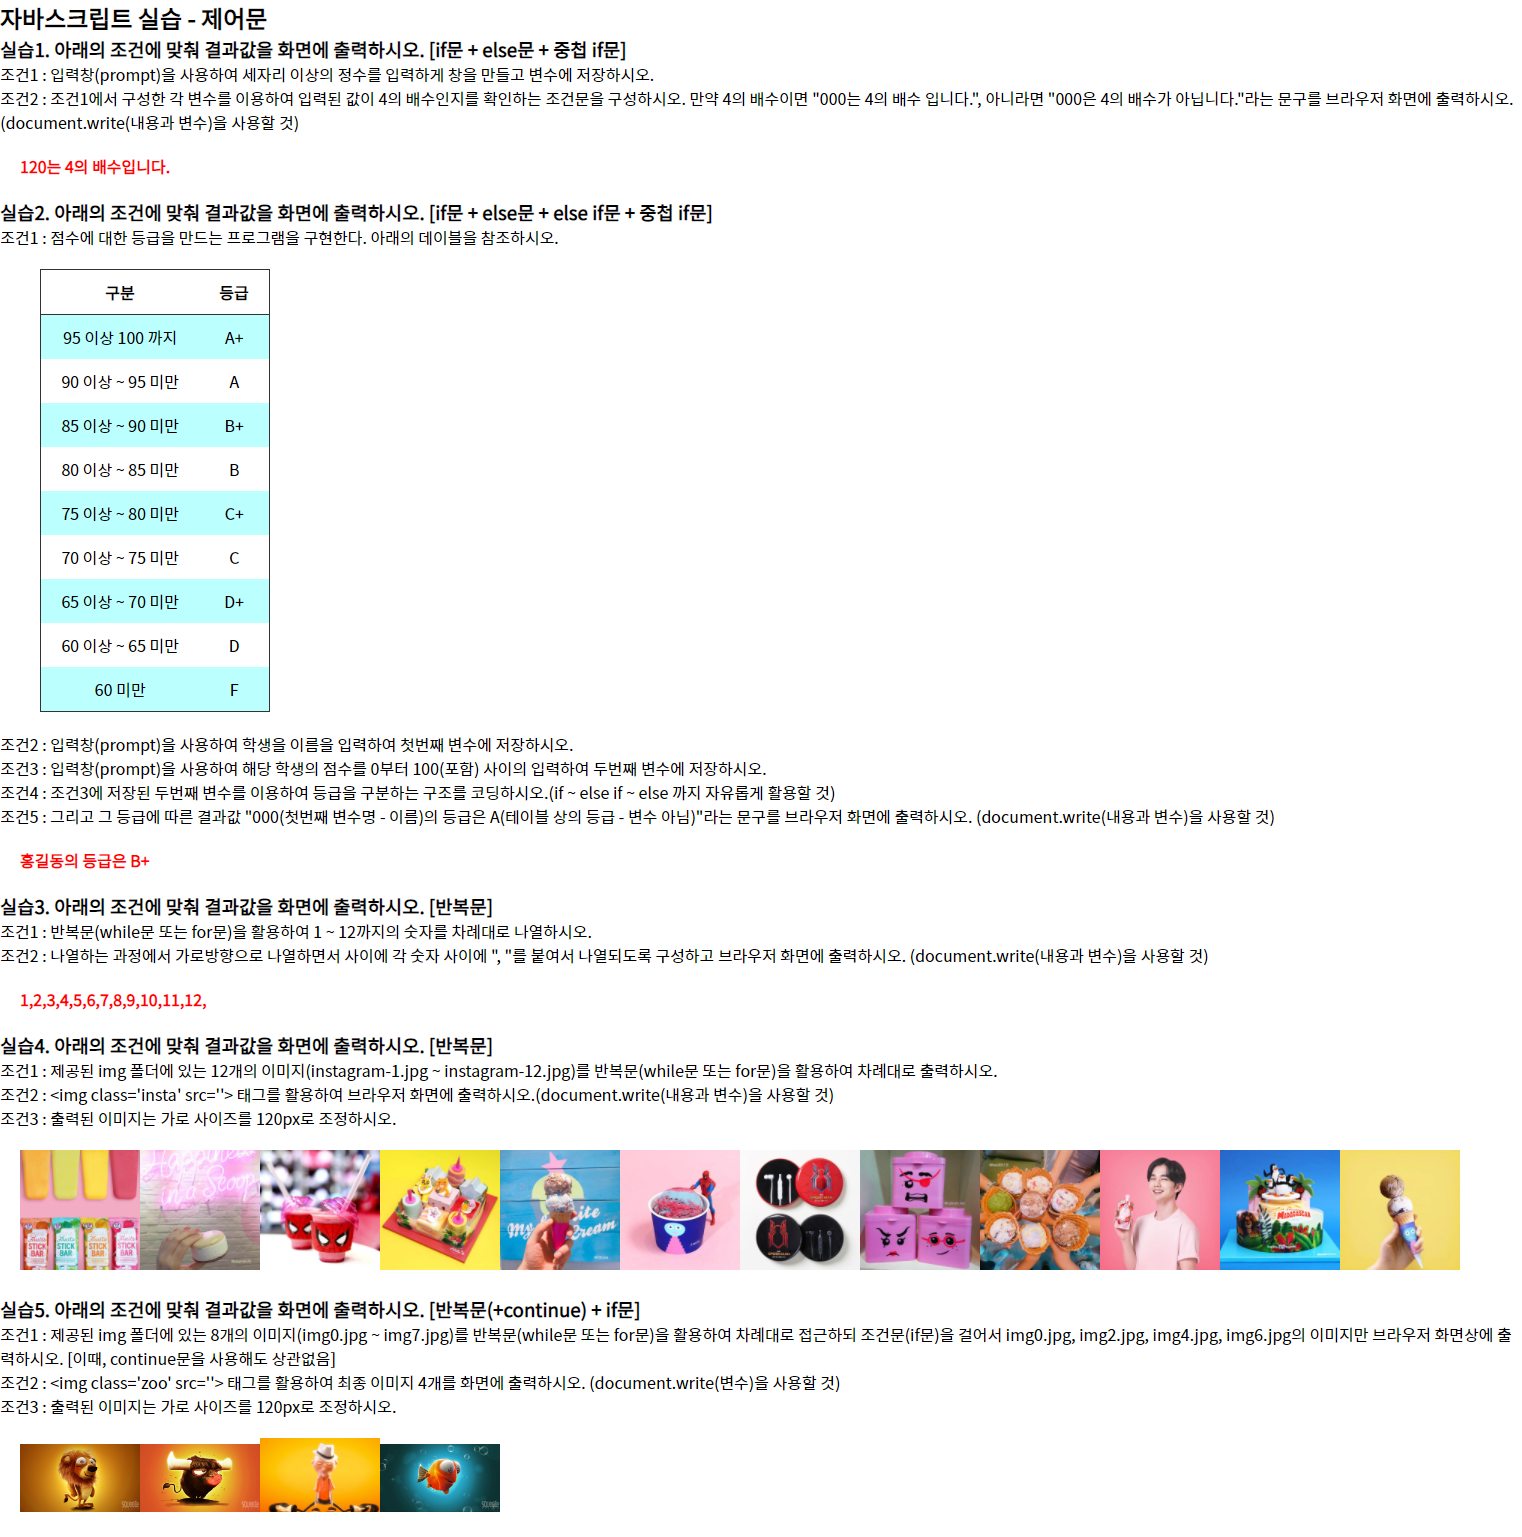 자바스크립트 실습 - 제어문
실습1. 아래의 조건에 맞춰 결과값을 화면에 출력하시오. [if문 + else문 + 중첩 if문]
조건1 : 입력창(prompt)을 사용하여 세자리 이상의 정수를 입력하게 창을 만들고 변수에 저장하시오.
조건2 : 조건1에서 구성한 각 변수를 이용하여 입력된 값이 4의 배수인지를 확인하는 조건문을 구성하시오. 만약 4의 배수이면 "000는 4의 배수 입니다.", 아니라면 "000은 4의 배수가 아닙니다."라는 문구를 브라우저 화면에 출력하시오.
(document.write(내용과 변수)을 사용할 것)
120는 4의 배수입니다.
실습2. 아래의 조건에 맞춰 결과값을 화면에 출력하시오. [if문 + else문 + else if문 + 중첩 if문]
조건1 : 점수에 대한 등급을 만드는 프로그램을 구현한다. 아래의 데이블을 참조하시오.
구분 등급
95 이상 100 까지 A+
90 이상 ~ 95 미만 A
85 이상 ~ 90 미만 B+
80 이상 ~ 85 미만 B
75 이상 ~ 80 미만 C+
70 이상 ~ 75 미만 C
65 이상 ~ 70 미만 D+
60 이상 ~ 65 미만 D
60 미만 F
조건2 : 입력창(prompt)을 사용하여 학생을 이름을 입력하여 첫번째 변수에 저장하시오.
조건3 : 입력창(prompt)을 사용하여 해당 학생의 점수를 0부터 100(포함) 사이의 입력하여 두번째 변수에 저장하시오.
조건4 : 조건3에 저장된 두번째 변수를 이용하여 등급을 구분하는 구조를 코딩하시오.(if ~ else if ~ else 까지 자유롭게 활용할 것)
조건5 : 그리고 그 등급에 따른 결과값 "000(첫번째 변수명 - 이름)의 등급은 A(테이블 상의 등급 - 변수 아님)"라는 문구를 브라우저 화면에 출력하시오. (document.write(내용과 변수)을 사용할 것)
홍길동의 등급은 B+
실습3. 아래의 조건에 맞춰 결과값을 화면에 출력하시오. [반복문]
조건1 : 반복문(while문 또는 for문)을 활용하여 1 ~ 12까지의 숫자를 차례대로 나열하시오.
조건2 : 나열하는 과정에서 가로방향으로 나열하면서 사이에 각 숫자 사이에 ", "를 붙여서 나열되도록 구성하고 브라우저 화면에 출력하시오. (document.write(내용과 변수)을 사용할 것)
1,2,3,4,5,6,7,8,9,10,11,12,
실습4. 아래의 조건에 맞춰 결과값을 화면에 출력하시오. [반복문]
조건1 : 제공된 img 폴더에 있는 12개의 이미지(instagram-1.jpg ~ instagram-12.jpg)를 반복문(while문 또는 for문)을 활용하여 차례대로 출력하시오.
조건2 : <img class='insta' src=''> 태그를 활용하여 브라우저 화면에 출력하시오.(document.write(내용과 변수)을 사용할 것)
조건3 : 출력된 이미지는 가로 사이즈를 120px로 조정하시오.
Happiness
in a Scoop
STICK BAR STICK BAR STICK BAR STICK BAR
실습5. 아래의 조건에 맞춰 결과값을 화면에 출력하시오. [반복문(+continue) + if문]
조건1 : 제공된 img 폴더에 있는 8개의 이미지(img0.jpg ~ img7.jpg)를 반복문(while문 또는 for문)을 활용하여 차례대로 접근하되 조건문(if문)을 걸어서 img0.jpg, img2.jpg, img4.jpg, img6.jpg의 이미지만 브라우저 화면상에 출
력하시오. [이때, continue문을 사용해도 상관없음]
조건2 : <img class='zoo' src=''> 태그를 활용하여 최종 이미지 4개를 화면에 출력하시오. (document.write(변수)을 사용할 것)
조건3 : 출력된 이미지는 가로 사이즈를 120px로 조정하시오.